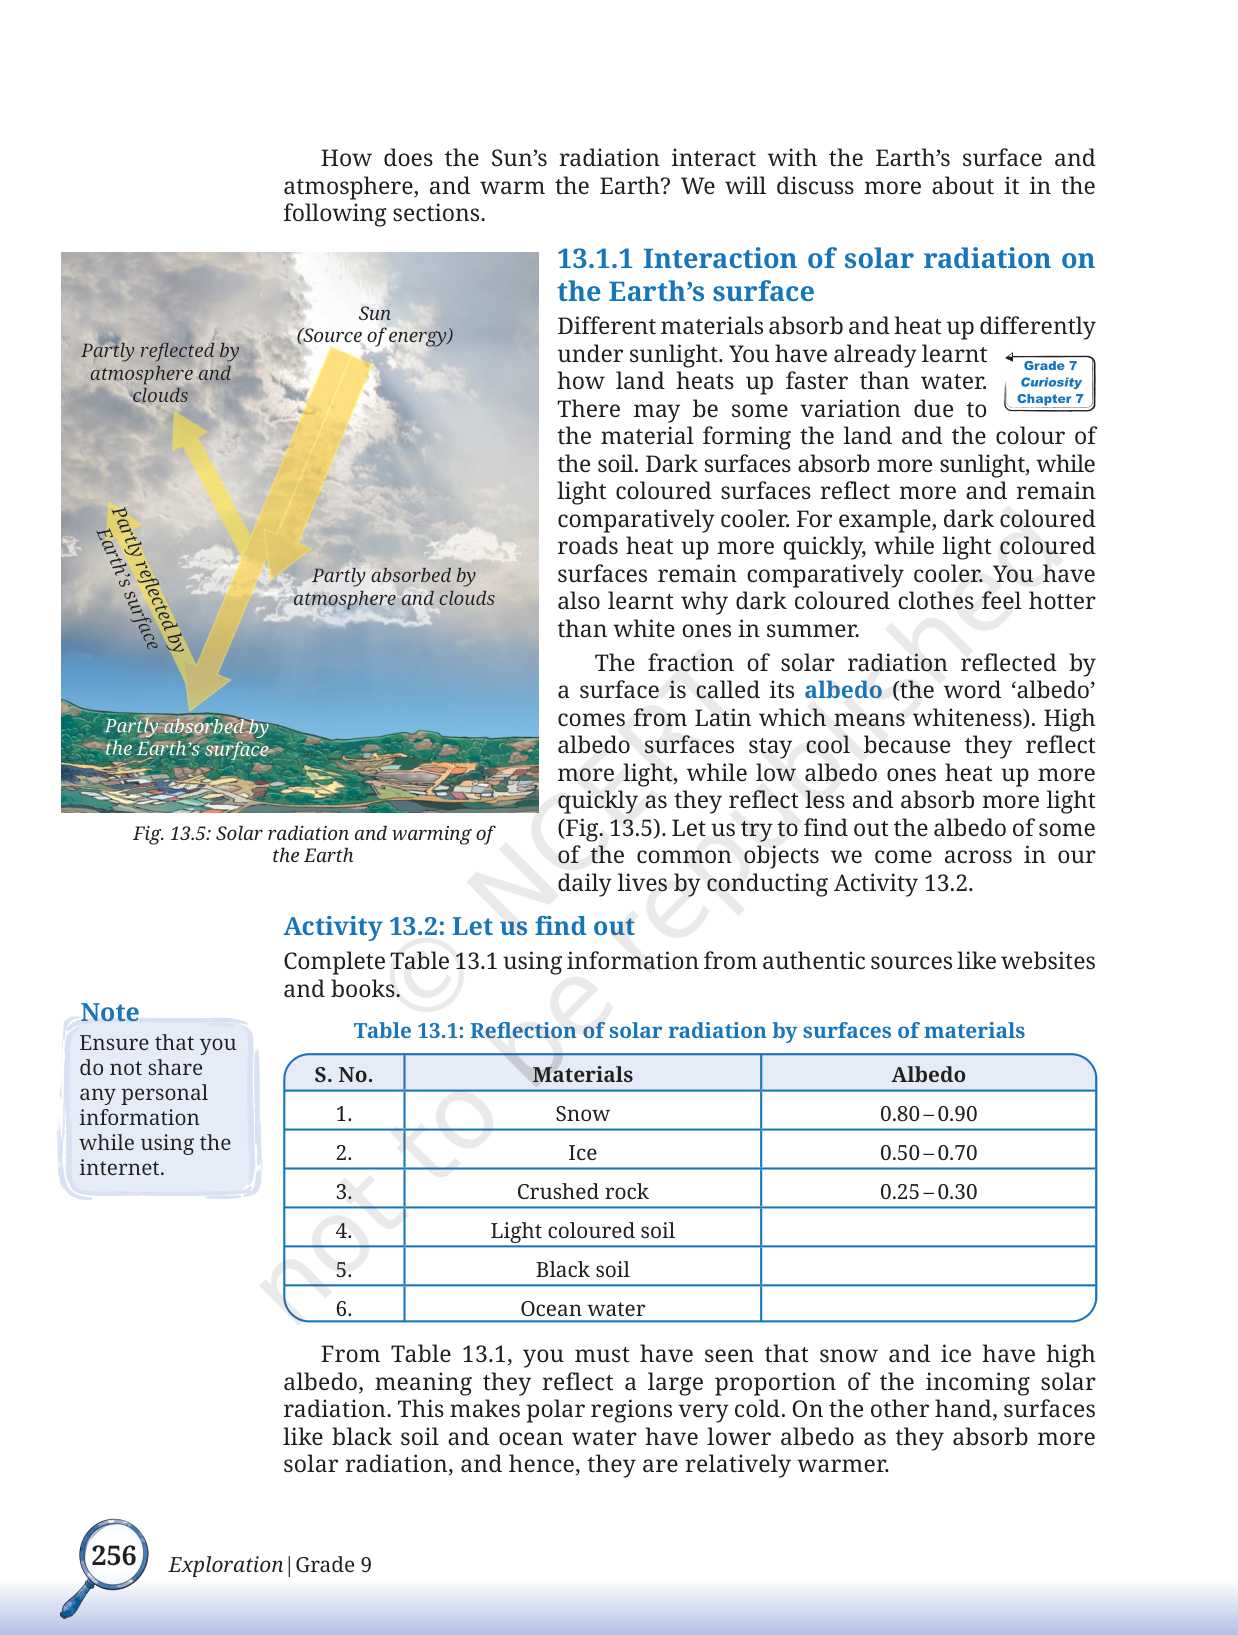 How does the Sun’s radiation interact with the Earth’s surface and
atmosphere, and warm the Earth? We will discuss more about it in the
following sections.
Sun
(Source of energy)
Partly reflected by
atmosphere and
clouds
Partly reflected by
Earth’s surface
Partly absorbed by
atmosphere and clouds
Partly absorbed by
the Earth’s surface
Fig. 13.5: Solar radiation and warming of
the Earth
13.1.1 Interaction of solar radiation on
the Earth’s surface
Different materials absorb and heat up differently
under sunlight. You have already learnt
how land heats up faster than water.
There may be some variation due to
Grade 7
Curiosity
Chapter 7
the material forming the land and the colour of
the soil. Dark surfaces absorb more sunlight, while
light coloured surfaces reflect more and remain
comparatively cooler. For example, dark coloured
roads heat up more quickly, while light coloured
surfaces remain comparatively cooler. You have
also learnt why dark coloured clothes feel hotter
than white ones in summer.
The fraction of solar radiation reflected by
a surface is called its albedo (the word ‘albedo’
comes from Latin which means whiteness). High
albedo surfaces stay cool because they reflect
more light, while low albedo ones heat up more
quickly as they reflect less and absorb more light
(Fig. 13.5). Let us try to find out the albedo of some
of the common objects we come across in our
daily lives by conducting Activity 13.2.
Activity 13.2: Let us find out
Complete Table 13.1 using information from authentic sources like websites
and books.
Note
Ensure that you
do not share
any personal
information
while using the
internet.
Table 13.1: Reflection of solar radiation by surfaces of materials
S. No. Materials Albedo
1. Snow 0.80 – 0.90
2. Ice 0.50 – 0.70
3. Crushed rock 0.25 – 0.30
4. Light coloured soil
5. Black soil
6. Ocean water
From Table 13.1, you must have seen that snow and ice have high
albedo, meaning they reflect a large proportion of the incoming solar
radiation. This makes polar regions very cold. On the other hand, surfaces
like black soil and ocean water have lower albedo as they absorb more
solar radiation, and hence, they are relatively warmer.
256
Exploration|Grade 9
© NCERT
not to be republished